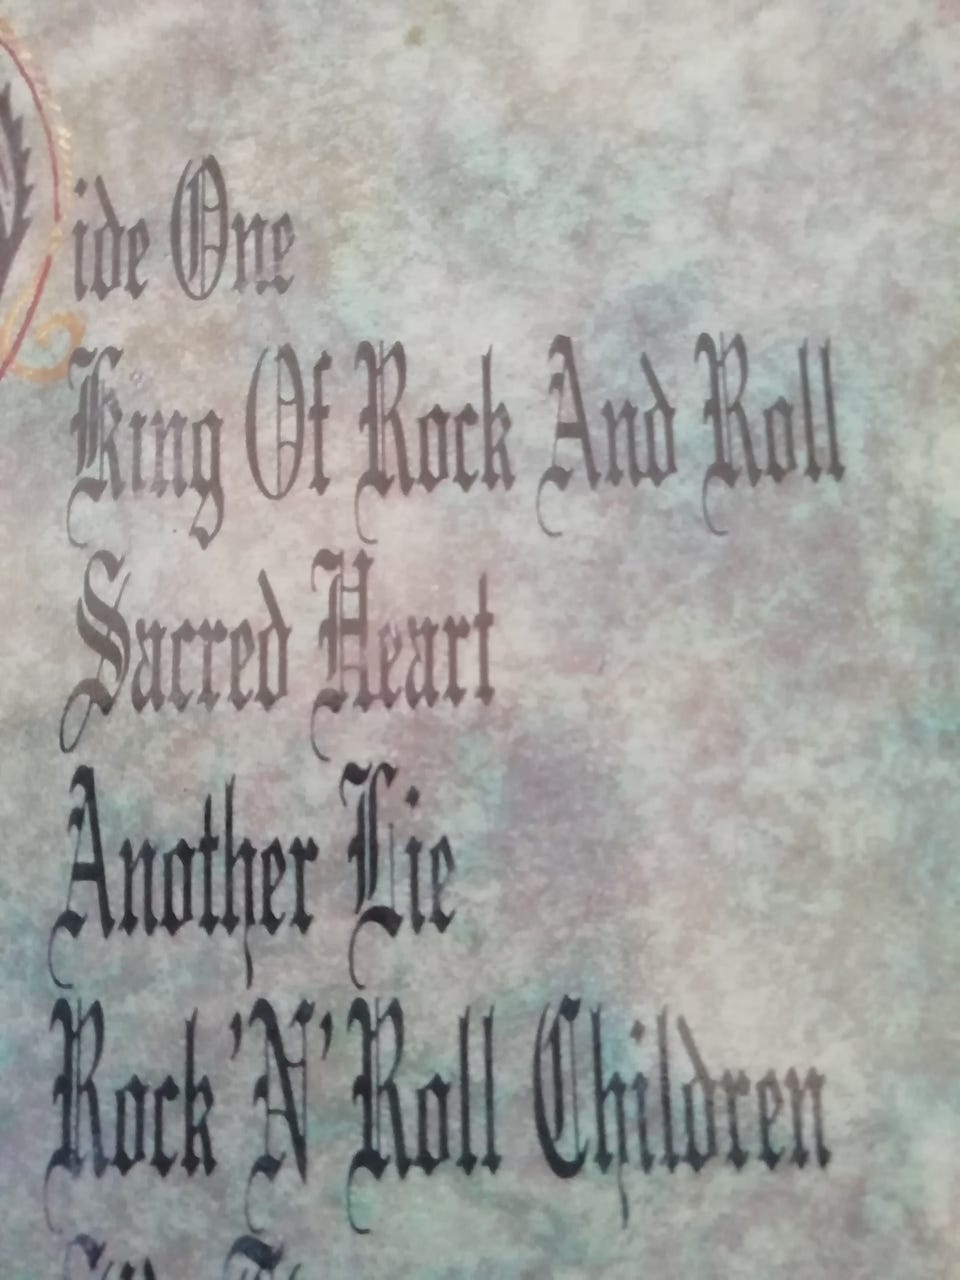 ide One
King Of Rock And Roll
Sacred Heart
Another Lie
Rock 'N' Roll Children